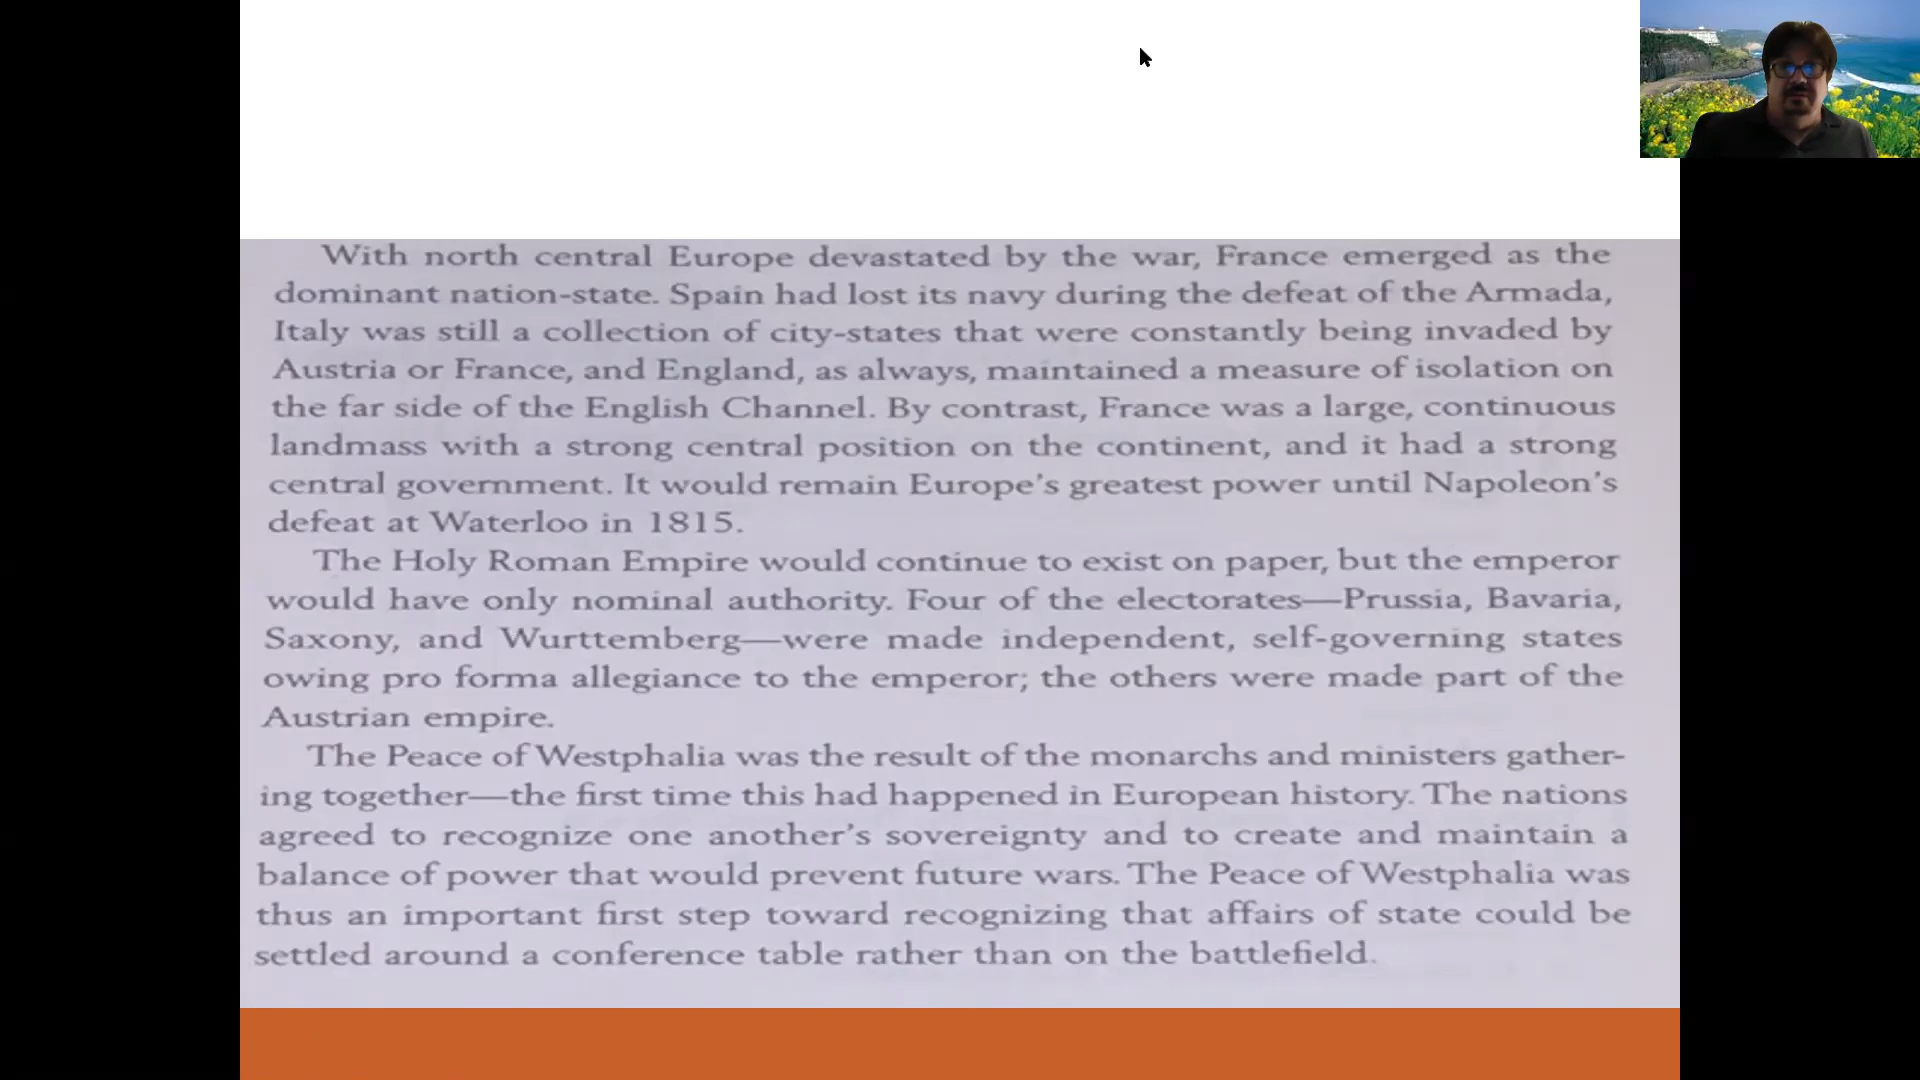 With north central Europe devastated by the war, France emerged as the
dominant nation-state. Spain had lost its navy during the defeat of the Armada,
Italy was still a collection of city-states that were constantly being invaded by
Austria or France, and England, as always, maintained a measure of isolation on
the far side of the English Channel. By contrast, France was a large, continuous
landmass with a strong central position on the continent, and it had a strong
central government. It would remain Europe's greatest power until Napoleon's
defeat at Waterloo in 1815.
The Holy Roman Empire would continue to exist on paper, but the emperor
would have only nominal authority. Four of the electorates—Prussia, Bavaria,
Saxony, and Wurttemberg—were made independent, self-governing states
owing pro forma allegiance to the emperor; the others were made part of the
Austrian empire.
The Peace of Westphalia was the result of the monarchs and ministers gather-
ing together—the first time this had happened in European history. The nations
agreed to recognize one another's sovereignty and to create and maintain a
balance of power that would prevent future wars. The Peace of Westphalia was
thus an important first step toward recognizing that affairs of state could be
settled around a conference table rather than on the battlefield.